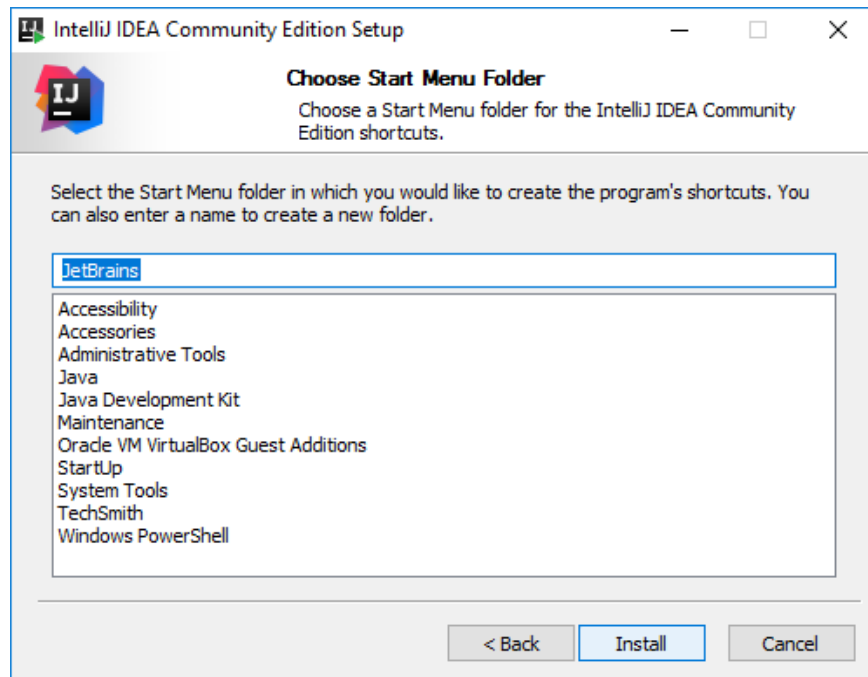 IntelliJ IDEA Community Edition Setup
IJ
Choose Start Menu Folder
Choose a Start Menu folder for the IntelliJ IDEA Community
Edition shortcuts.
Select the Start Menu folder in which you would like to create the program's shortcuts. You
can also enter a name to create a new folder.
JetBrains
Accessibility
Accessories
Administrative Tools
Java
Java Development Kit
Maintenance
Oracle VM VirtualBox Guest Additions
StartUp
System Tools
TechSmith
Windows PowerShell
< Back Install Cancel